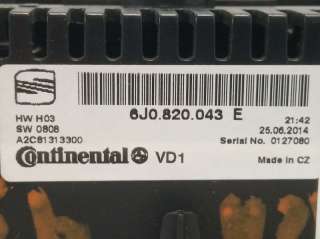 6J0.820.043 E
HW H03
21:42
SW 0808
25.06.2014
A2C81313300
Serial No. 0127080
Continental VD1
Made in CZ